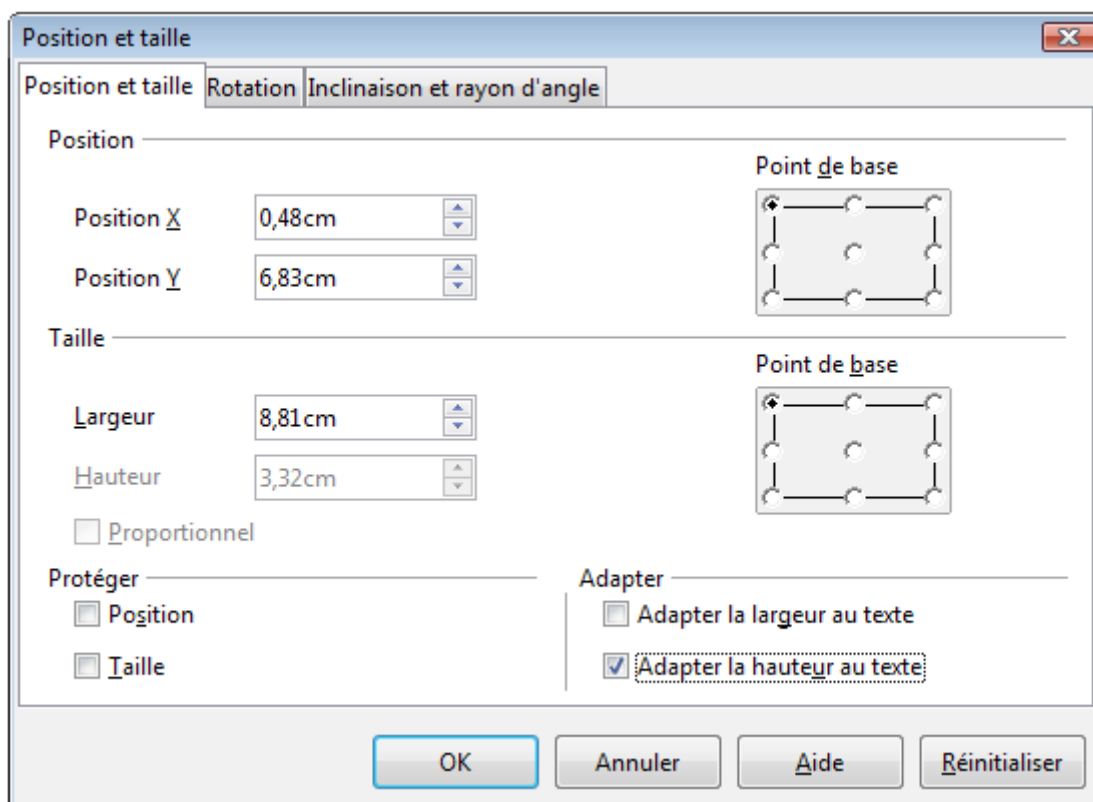 Position et taille
Position et taille Rotation Inclinaison et rayon d'angle
Position
Point de base
Position X 0,48cm
Position Y 6,83cm
Taille
Point de base
Largeur 8,81cm
Hauteur 3,32cm
Proportionnel
Protéger Adapter
Position Adapter la largeur au texte
Taille Adapter la hauteur au texte
OK Annuler Aide Réinitialiser